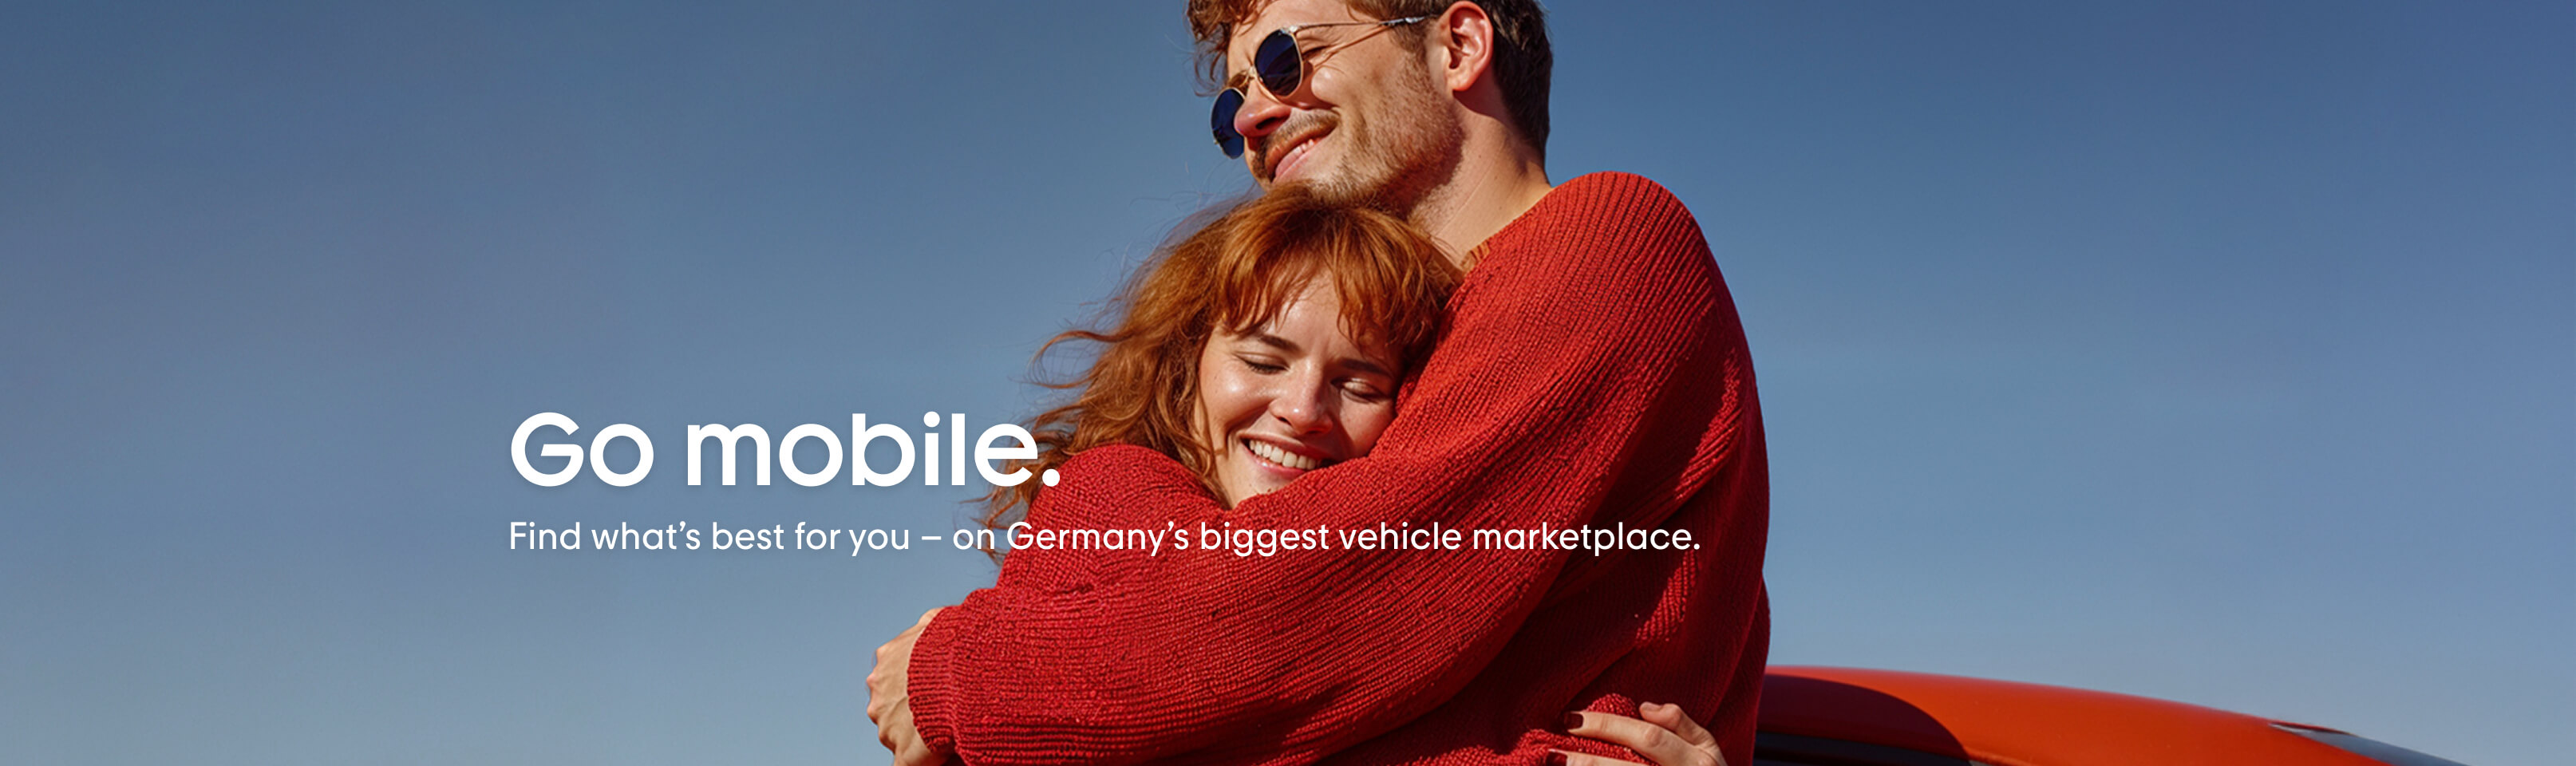 Go mobile.
Find what’s best for you – on Germany’s biggest vehicle marketplace.